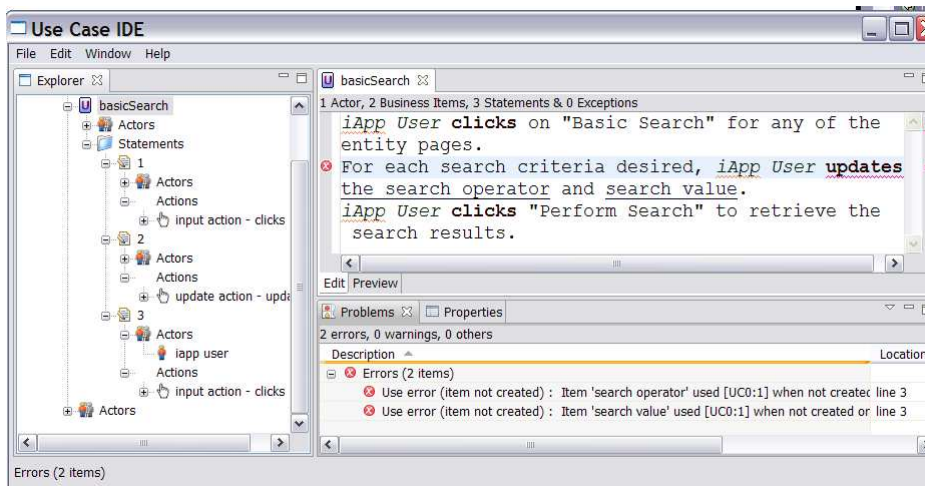 Use Case IDE
File Edit Window Help
Explorer
basicSearch
Actors
Statements
1
Actors
Actions
input action - clicks
2
Actors
Actions
update action - upda
3
Actors
iapp user
Actions
input action - clicks
Actors
basicSearch
1 Actor, 2 Business Items, 3 Statements & 0 Exceptions
iApp User clicks on "Basic Search" for any of the
entity pages.
For each search criteria desired, iApp User updates
the search operator and search value.
iApp User clicks "Perform Search" to retrieve the
search results.
Edit Preview
Problems Properties
2 errors, 0 warnings, 0 others
Description Location
Errors (2 items)
Use error (item not created) : Item 'search operator' used [UC0:1] when not created line 3
Use error (item not created) : Item 'search value' used [UC0:1] when not created or line 3
Errors (2 items)